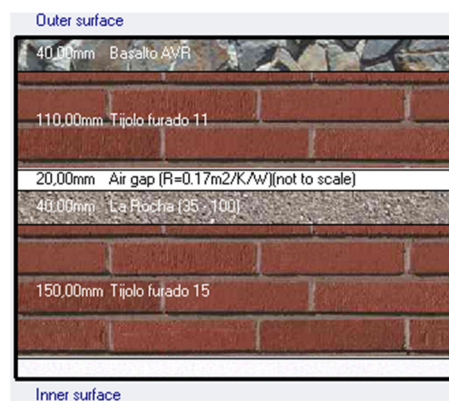 Outer surface
40,00mm Basalto AVR
110,00mm Tijolo furado 11
20,00mm Air gap (R=0.17m2/K/W)(not to scale)
40,00mm La Rocha (35 - 100)
150,00mm Tijolo furado 15
Inner surface